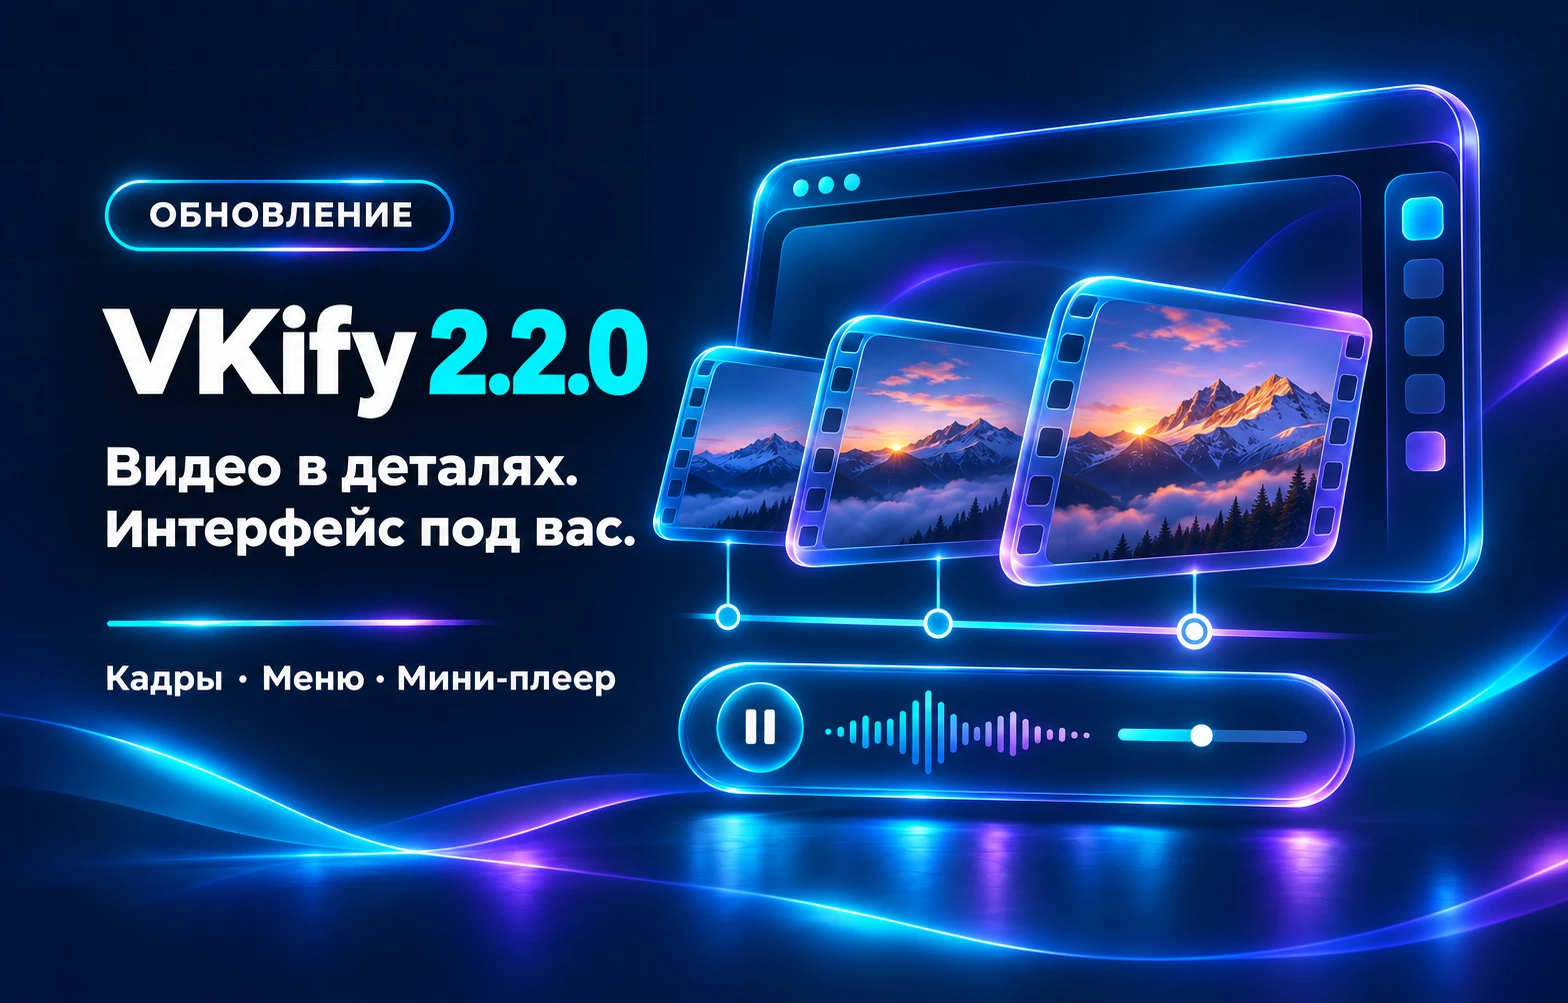 ОБНОВЛЕНИЕ
VKify 2.2.0
Видео в деталях.
Интерфейс под вас.
Кадры · Меню · Мини-плеер